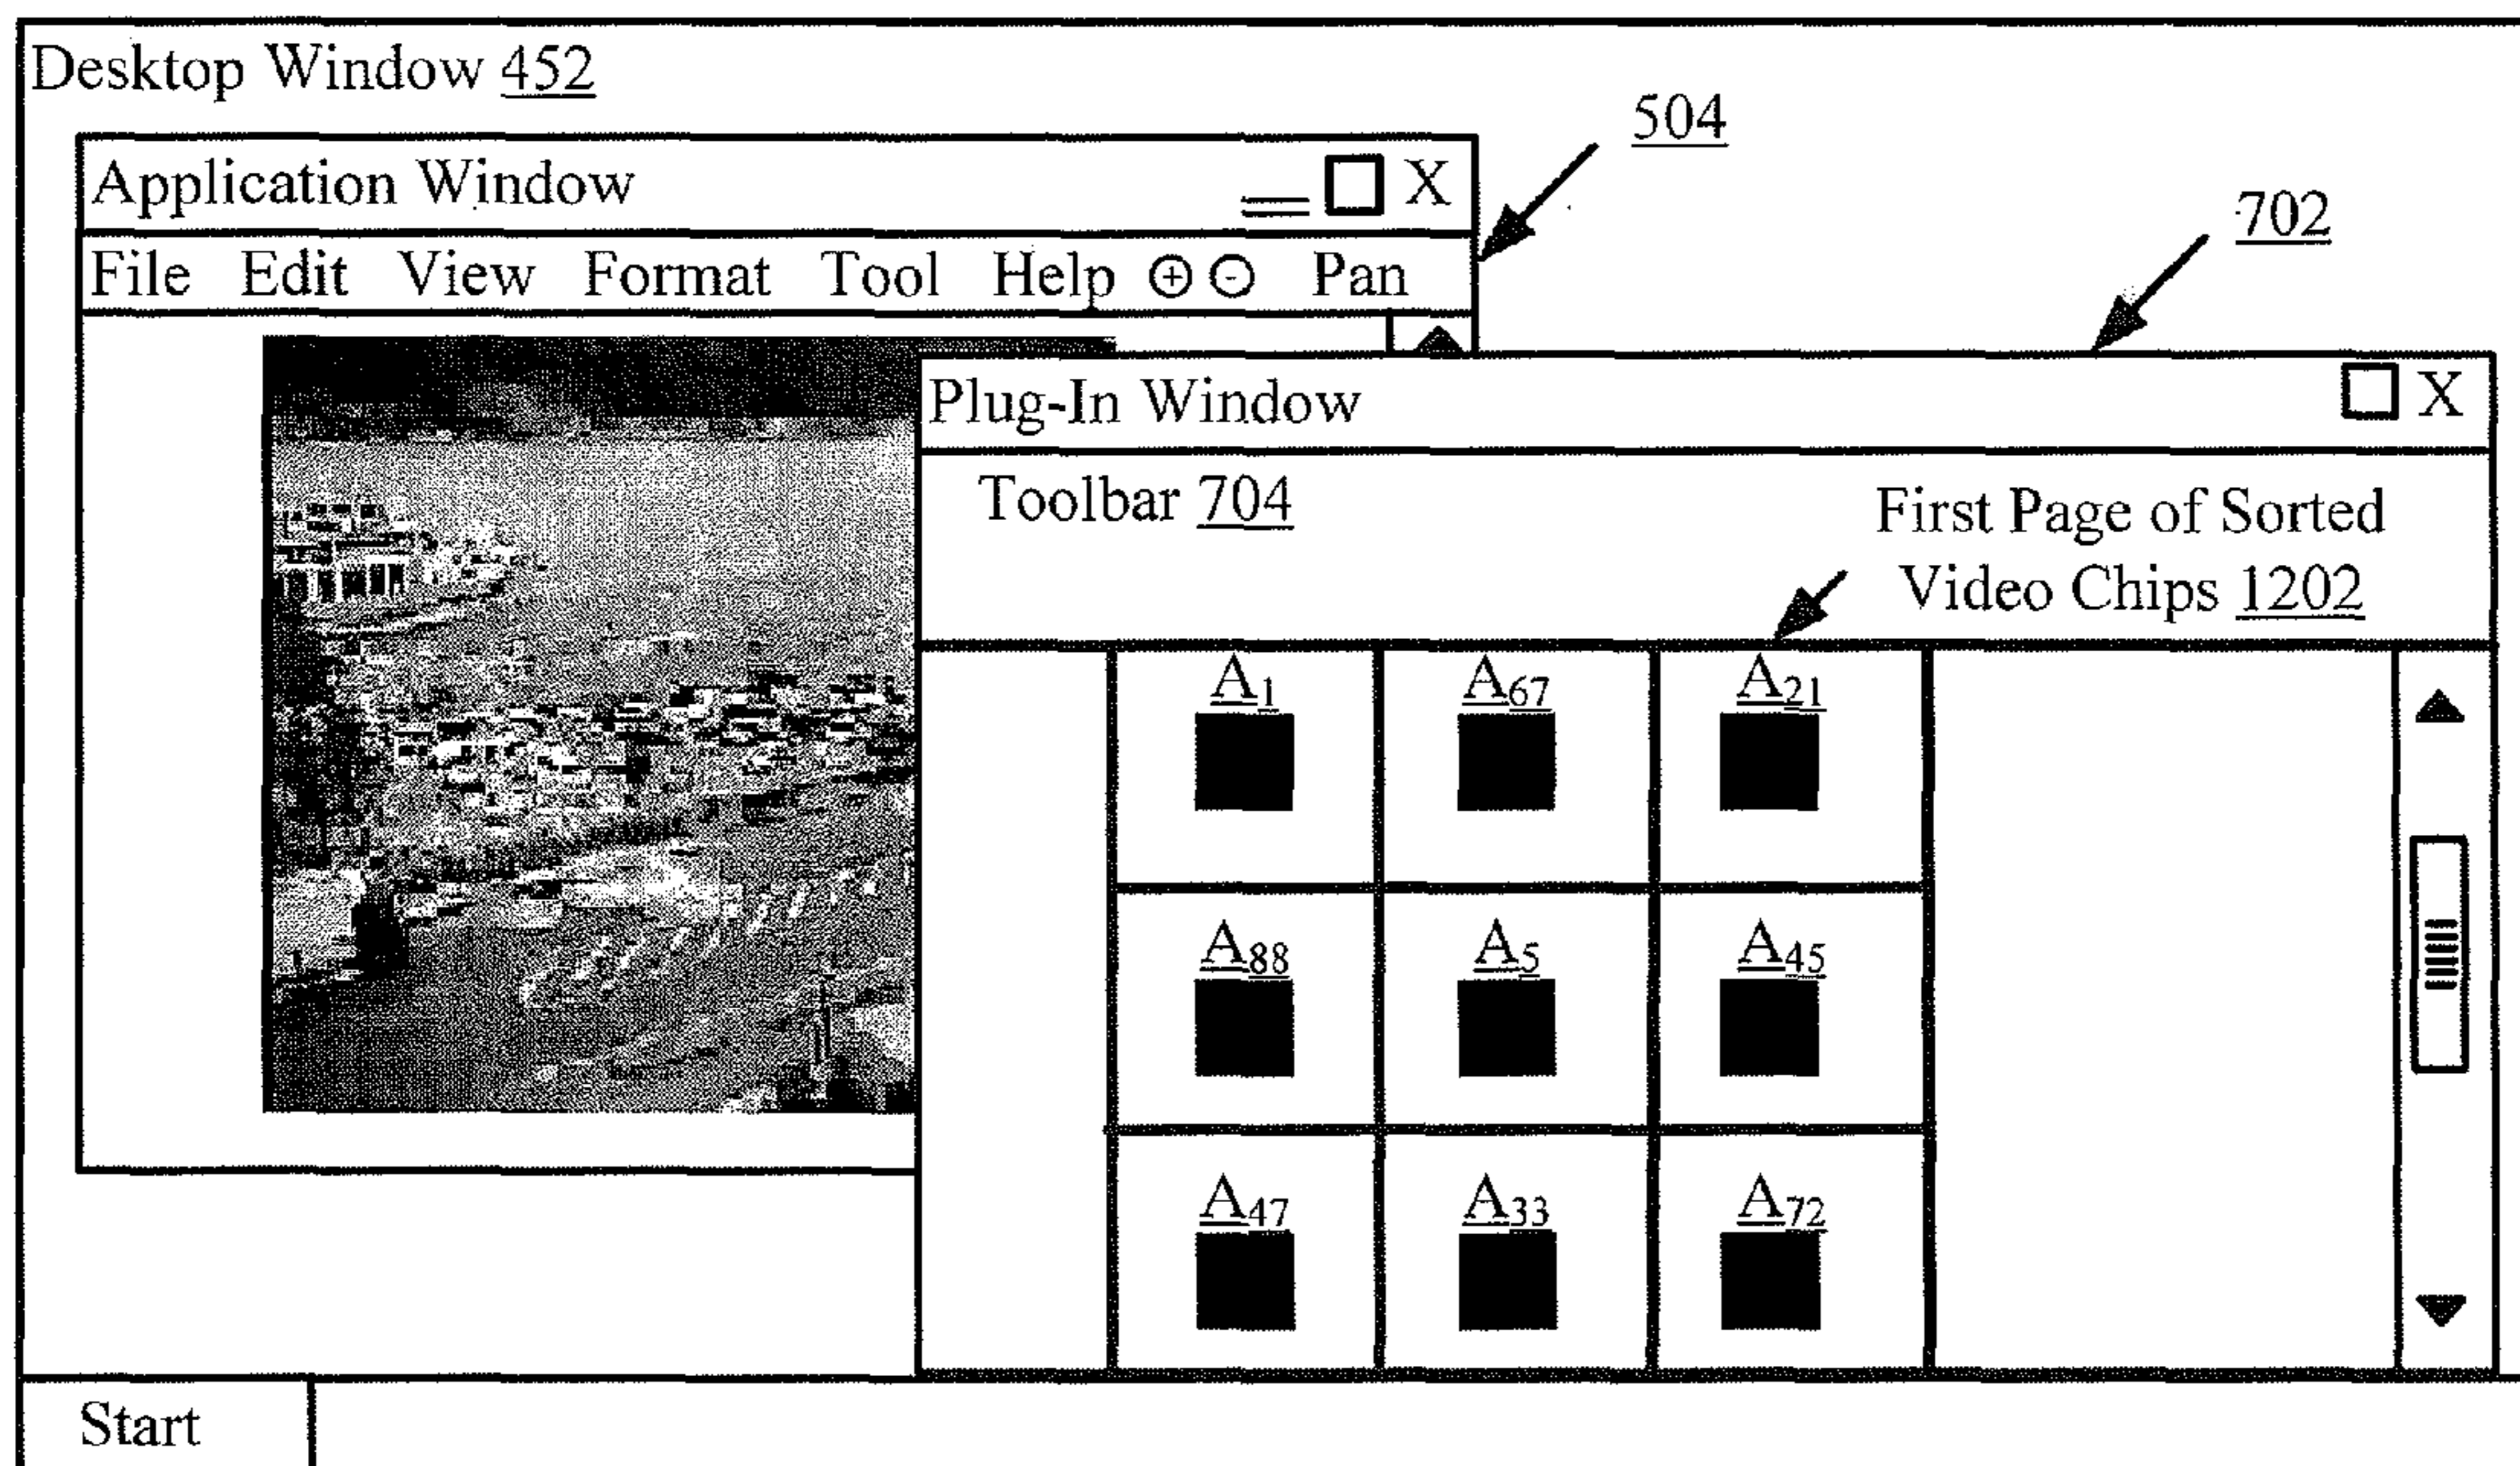 Desktop Window 452
504
Application Window X
702
File Edit View Format Tool Help + - Pan
Plug-In Window X
Toolbar 704
First Page of Sorted
Video Chips 1202
A1 A67 A21
A88 A5 A45
A47 A33 A72
Start